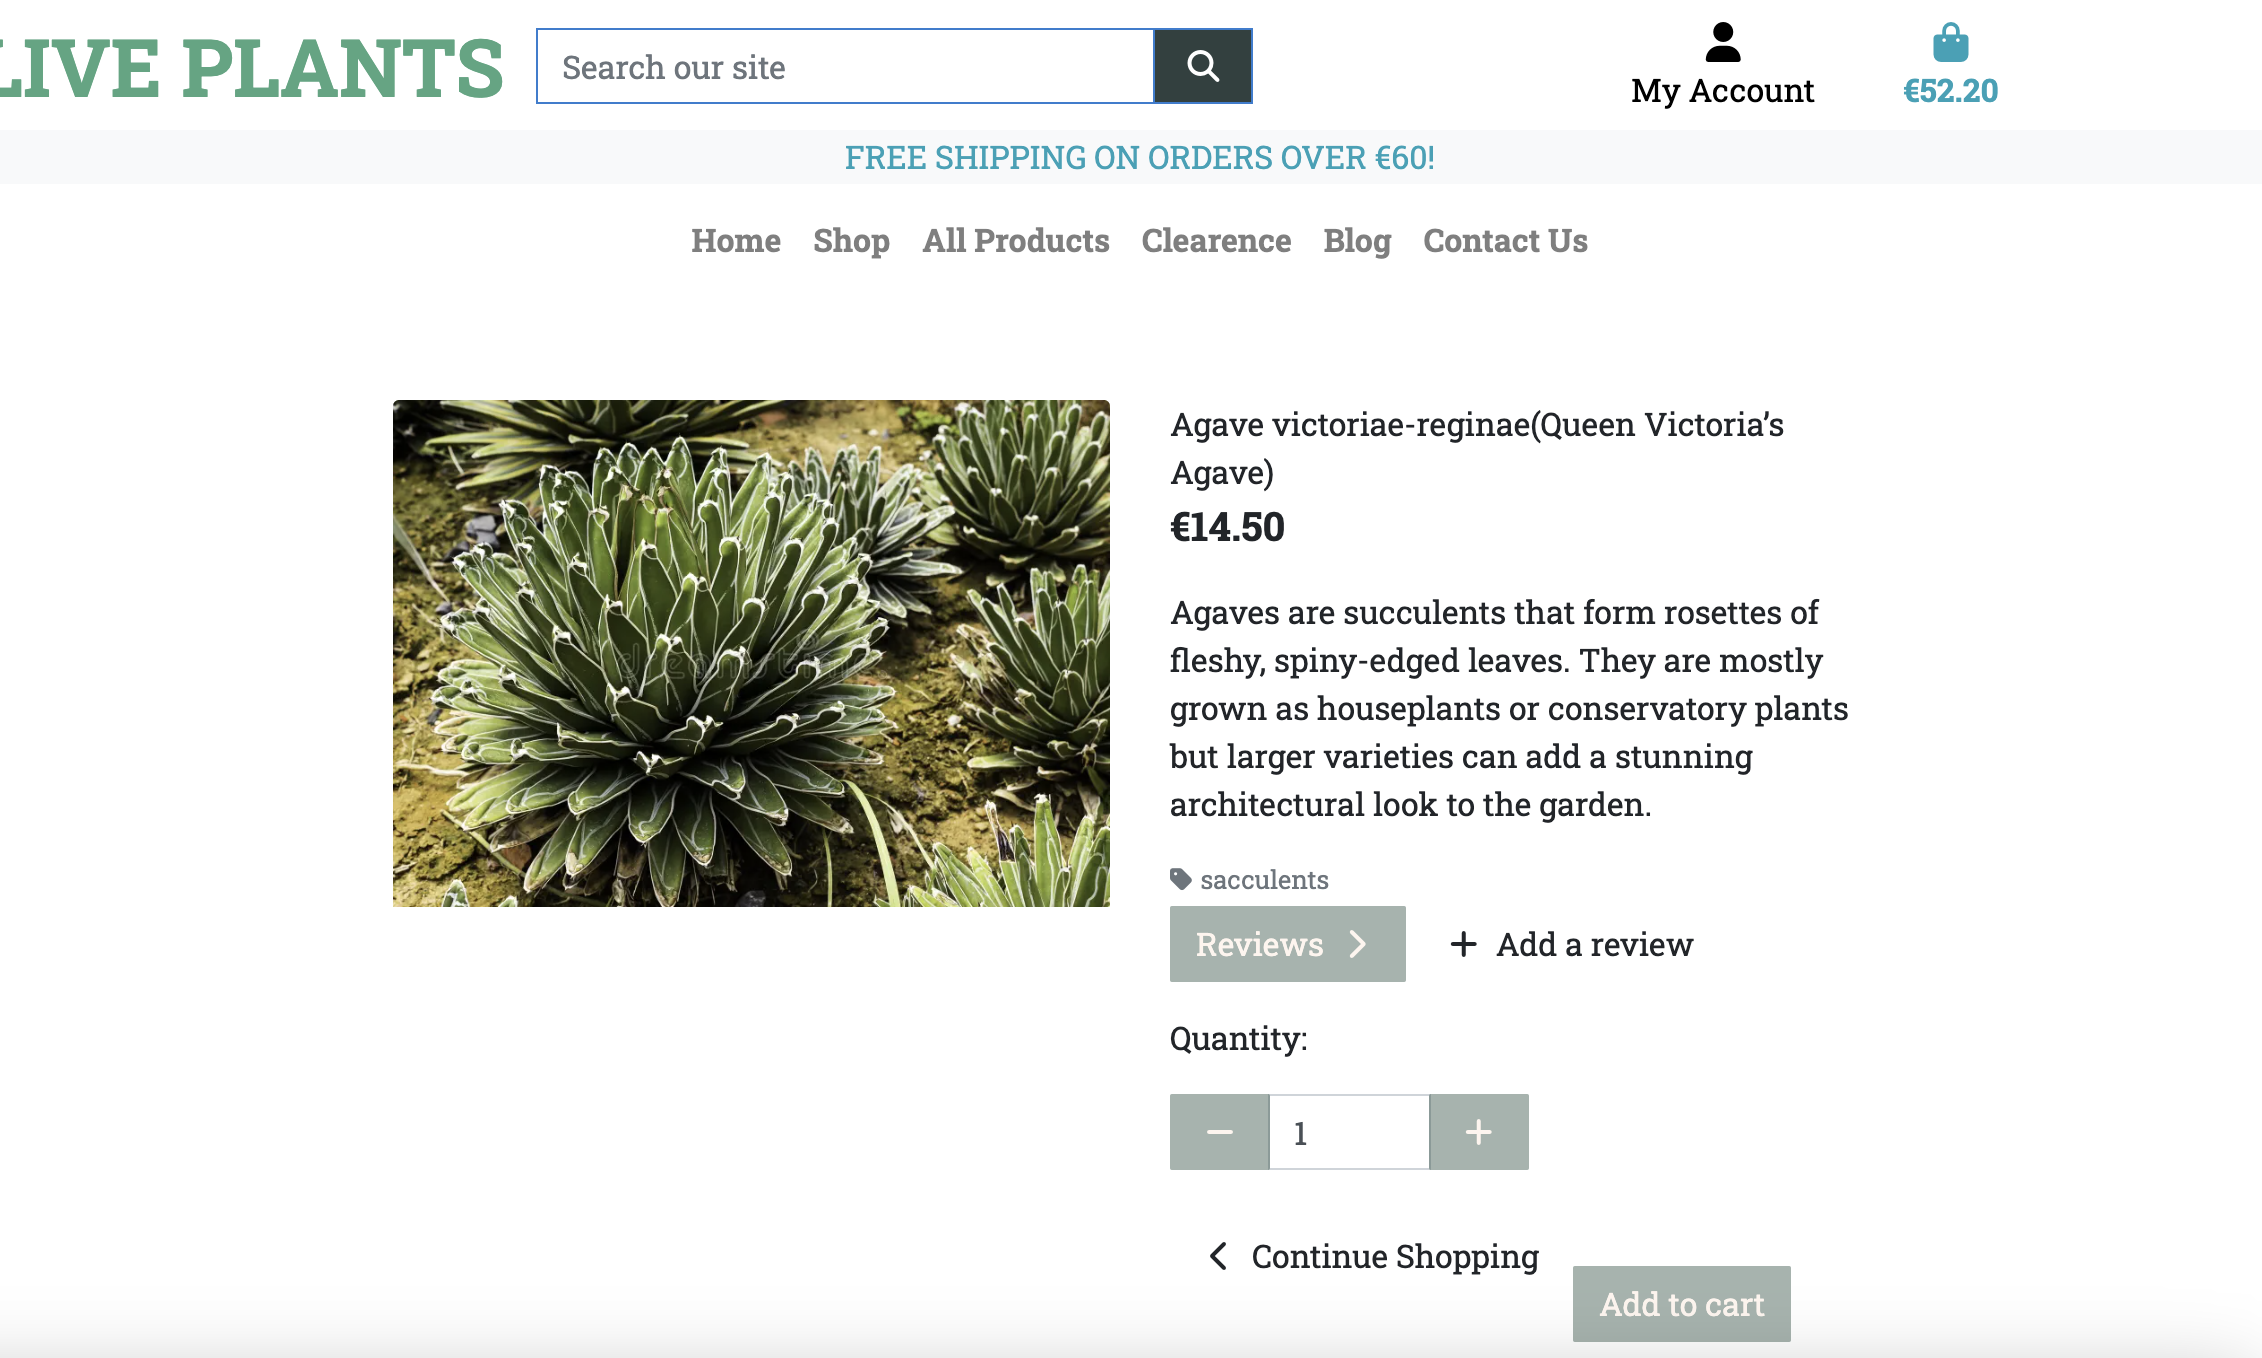 LIVE PLANTS
Search our site
My Account
€52.20
FREE SHIPPING ON ORDERS OVER €60!
Home Shop All Products Clearence Blog Contact Us
Agave victoriae-reginae(Queen Victoria’s
Agave)
€14.50
Agaves are succulents that form rosettes of
fleshy, spiny-edged leaves. They are mostly
grown as houseplants or conservatory plants
but larger varieties can add a stunning
architectural look to the garden.
dreamstime
sacculents
Reviews
Add a review
Quantity:
1
Continue Shopping
Add to cart